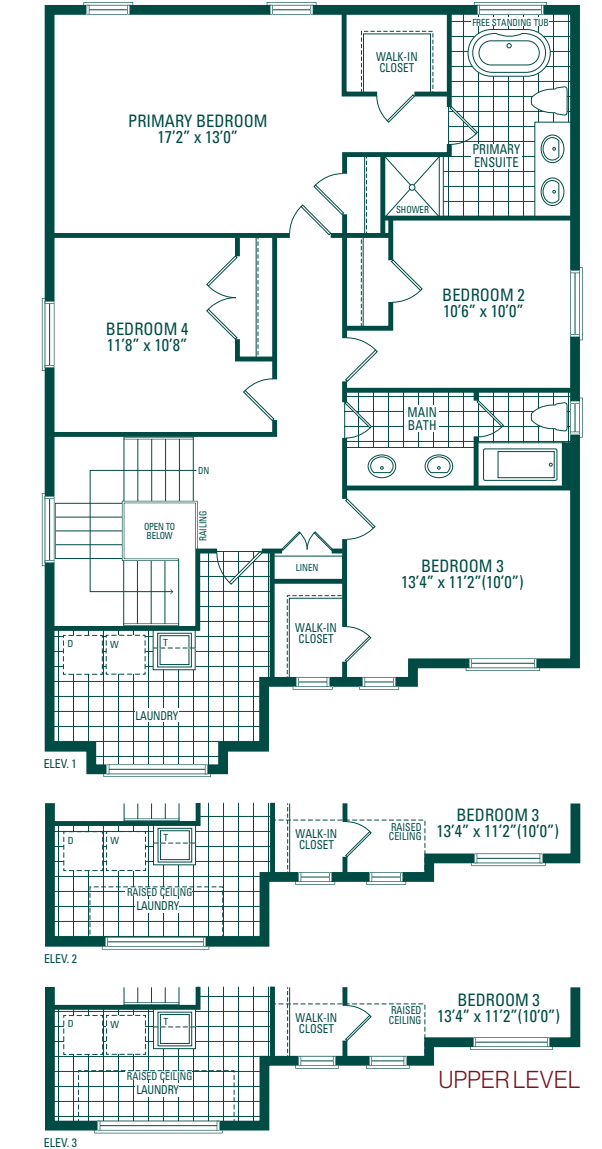 FREE STANDING TUB
WALK-IN
CLOSET
PRIMARY BEDROOM
17'2" x 13'0"
PRIMARY
ENSUITE
SHOWER
BEDROOM 2
10'6" x 10'0"
BEDROOM 4
11'8" x 10'8"
MAIN
BATH
DN
OPEN TO
BELOW
RAILING
LINEN
BEDROOM 3
13'4" x 11'2"(10'0")
WALK-IN
CLOSET
D
W
T
LAUNDRY
ELEV. 1
BEDROOM 3
13'4" x 11'2"(10'0")
RAISED
CEILING
WALK-IN
CLOSET
D
W
T
RAISED CEILING
LAUNDRY
ELEV. 2
BEDROOM 3
13'4" x 11'2"(10'0")
RAISED
CEILING
WALK-IN
CLOSET
D
W
T
RAISED CEILING
LAUNDRY
UPPER LEVEL
ELEV. 3